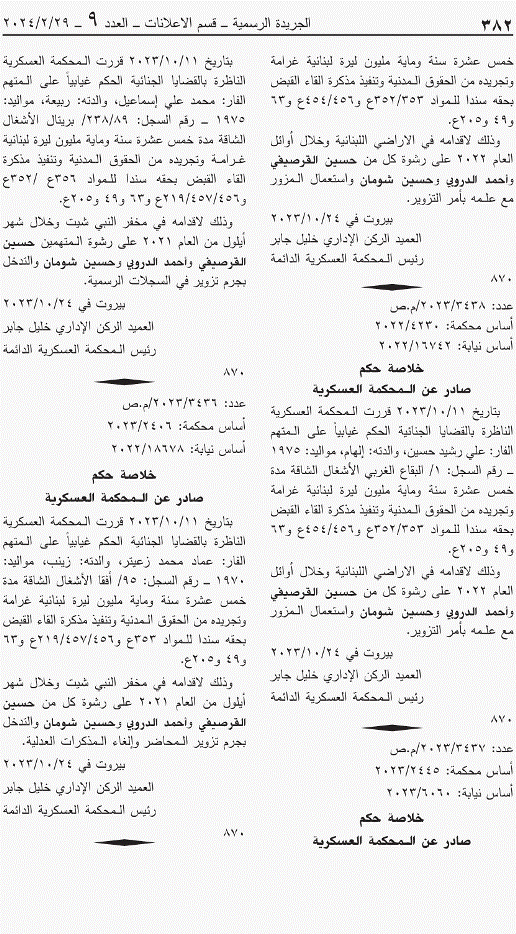 ٣٨٢
الجريدة الرسمية – قسم الاعلانات – العدد ٩ – ٢٠٢٤/٢/٢٩
خمس عشرة سنة وماية مليون ليرة لبنانية غرامة
وتجريده من الحقوق المدنية وتنفيذ مذكرة القاء القبض
بحقه سندا للمواد ٣٥٢/٣٥٣ع و٤٥٤/٤٥٦ع و٦٣
و٤٩ و٢٠٥ع.
وذلك لاقدامه في الاراضي اللبنانية وخلال أوائل
العام ٢٠٢٢ على رشوة كل من حسين القرصيفي
وأحمد الدروبي وحسين شومان واستعمال المزور
مع علمه بأمر التزوير.
بيروت في ٢٠٢٣/١٠/٢٤
العميد الركن الإداري خليل جابر
رئيس المحكمة العسكرية الدائمة
٨٧٠
عدد: ٢٠٢٣/٣٤٣٨/م.ص
أساس محكمة: ٢٠٢٢/٤٢٣٠
أساس نيابة: ٢٠٢٢/١٦٧٤٢
خلاصة حكم
صادر عن المحكمة العسكرية
بتاريخ ٢٠٢٣/١٠/١١ قررت المحكمة العسكرية
الناظرة بالقضايا الجنائية الحكم غيابياً على المتهم
الفار: علي رشيد حسين، والدته: إلهام، مواليد: ١٩٧٥
– رقم السجل: ١/ البقاع الغربي الأشغال الشاقة مدة
خمس عشرة سنة وماية مليون ليرة لبنانية غرامة
وتجريده من الحقوق المدنية وتنفيذ مذكرة القاء القبض
بحقه سندا للمواد ٣٥٢/٣٥٣ع و٤٥٤/٤٥٦ع و٦٣
و٤٩ و٢٠٥ع.
وذلك لاقدامه في الاراضي اللبنانية وخلال أوائل
العام ٢٠٢٢ على رشوة كل من حسين القرصيفي
وأحمد الدروبي وحسين شومان واستعمال المزور
مع علمه بأمر التزوير.
بيروت في ٢٠٢٣/١٠/٢٤
العميد الركن الإداري خليل جابر
رئيس المحكمة العسكرية الدائمة
٨٧٠
عدد: ٢٠٢٣/٣٤٣٧/م.ص
أساس محكمة: ٢٠٢٣/٢٤٤٥
أساس نيابة: ٢٠٢٣/٦٠٦٠
خلاصة حكم
صادر عن المحكمة العسكرية
بتاريخ ٢٠٢٣/١٠/١١ قررت المحكمة العسكرية
الناظرة بالقضايا الجنائية الحكم غيابياً على المتهم
الفار: محمد علي إسماعيل، والدته: ربيعة، مواليد:
١٩٧٥ – رقم السجل: ٢٣٨/٨٩/ بريتال الأشغال
الشاقة مدة خمس عشرة سنة وماية مليون ليرة لبنانية
غرامة وتجريده من الحقوق المدنية وتنفيذ مذكرة
القاء القبض بحقه سندا للمواد ٣٥٦ع /٣٥٢ع
و٢١٩/٤٥٧/٤٥٦ع و٦٣ و٤٩ و٢٠٥ع.
وذلك لاقدامه في مخفر النبي شيت وخلال شهر
أيلول من العام ٢٠٢١ على رشوة المتهمين حسين
القرصيفي وأحمد الدروبي وحسين شومان والتدخل
بجرم تزوير في السجلات الرسمية.
بيروت في ٢٠٢٣/١٠/٢٤
العميد الركن الإداري خليل جابر
رئيس المحكمة العسكرية الدائمة
٨٧٠
عدد: ٢٠٢٣/٣٤٣٦/م.ص
أساس محكمة: ٢٠٢٣/٢٤٠٦
أساس نيابة: ٢٠٢٢/١٨٦٧٨
خلاصة حكم
صادر عن المحكمة العسكرية
بتاريخ ٢٠٢٣/١٠/١١ قررت المحكمة العسكرية
الناظرة بالقضايا الجنائية الحكم غيابياً على المتهم
الفار: عماد محمد زعيتر، والدته: زينب، مواليد:
١٩٧٠ – رقم السجل: ٩٥/ أفقا الأشغال الشاقة مدة
خمس عشرة سنة وماية مليون ليرة لبنانية غرامة
وتجريده من الحقوق المدنية وتنفيذ مذكرة القاء القبض
بحقه سندا للمواد ٣٥٣ع و٢١٩/٤٥٧/٤٥٦ع و٦٣
و٤٩ و٢٠٥ع.
وذلك لاقدامه في مخفر النبي شيت وخلال شهر
أيلول من العام ٢٠٢١ على رشوة كل من حسين
القرصيفي وأحمد الدروبي وحسين شومان والتدخل
بجرم تزوير المحاضر وإلغاء المذكرات العدلية.
بيروت في ٢٠٢٣/١٠/٢٤
العميد الركن الإداري خليل جابر
رئيس المحكمة العسكرية الدائمة
٨٧٠